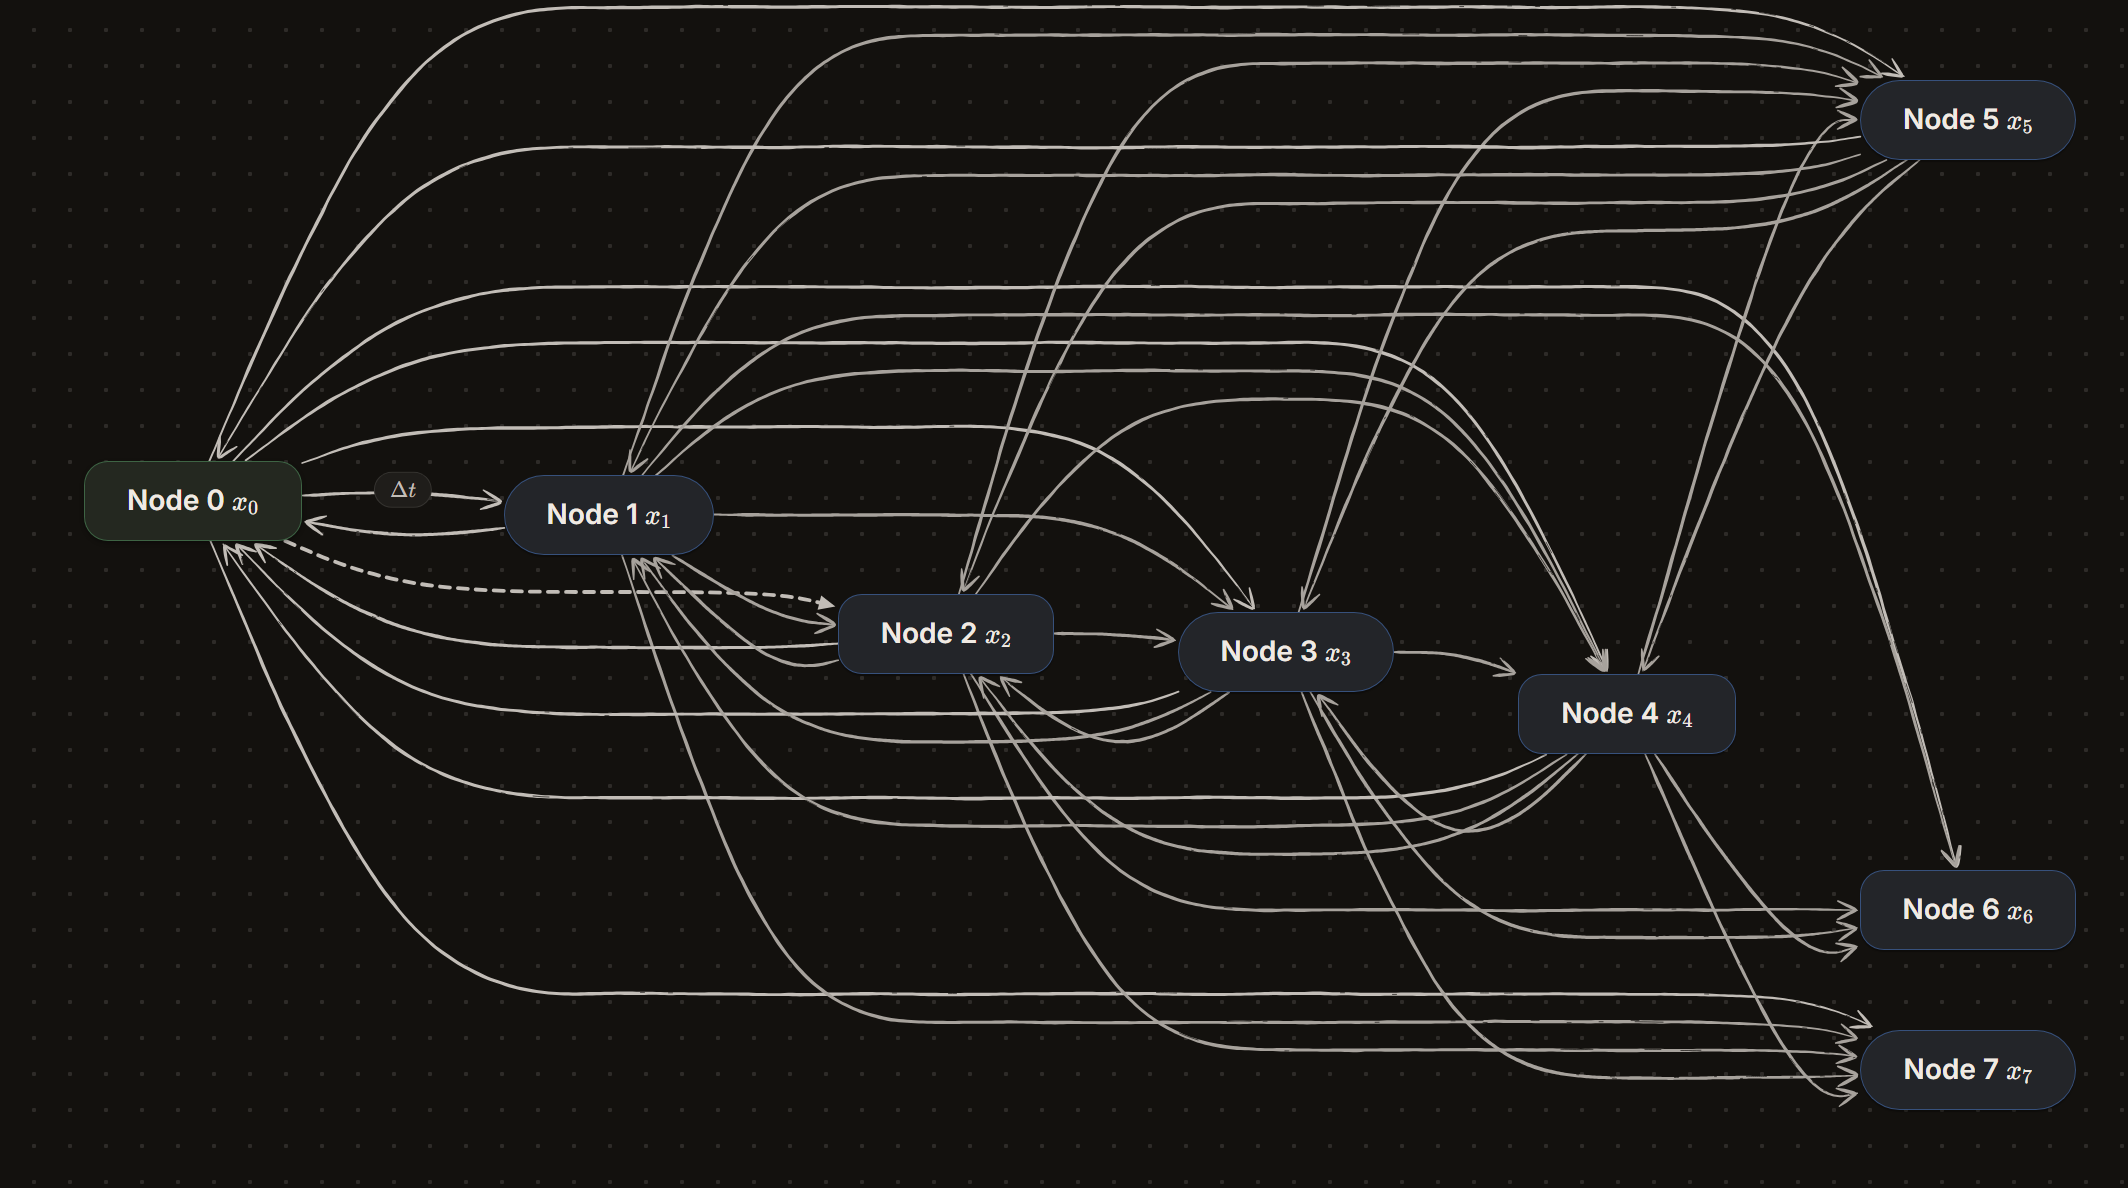 Node 5 x₅
Node 0 x₀
Δt
Node 1 x₁
Node 2 x₂
Node 3 x₃
Node 4 x₄
Node 6 x₆
Node 7 x₇